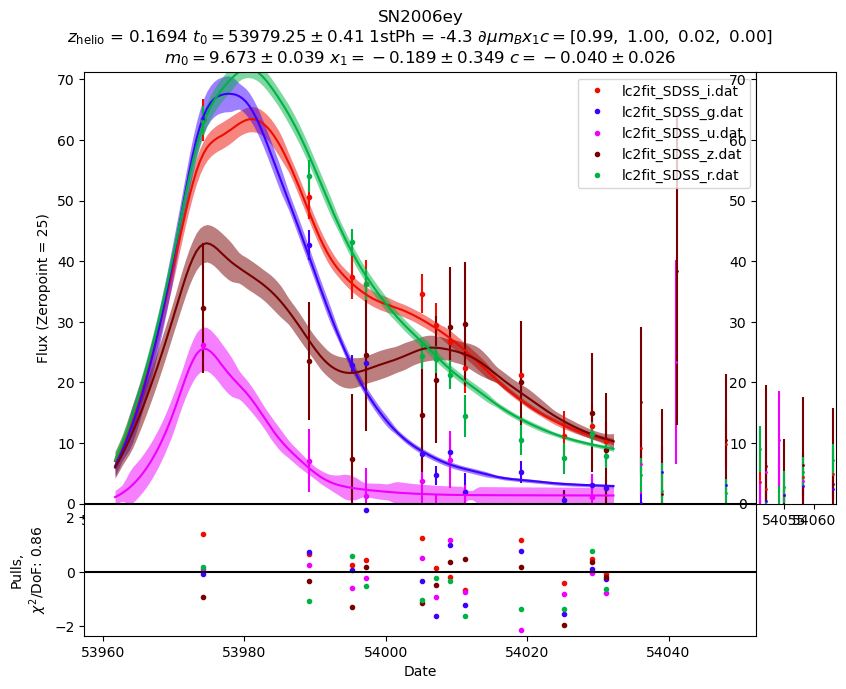 SN2006ey
z_helio = 0.1694 t₀ = 53979.25 ± 0.41 1stPh = -4.3 ∂μm_Bx₁c = [0.99, 1.00, 0.02, 0.00]
m₀ = 9.673 ± 0.039 x₁ = −0.189 ± 0.349 c = −0.040 ± 0.026
70
60
50
40
30
20
10
0
Flux (Zeropoint = 25)
lc2fit_SDSS_i.dat
lc2fit_SDSS_g.dat
lc2fit_SDSS_u.dat
lc2fit_SDSS_z.dat
lc2fit_SDSS_r.dat
70
60
50
40
30
20
10
0
54055
54060
2
0
−2
Pulls,
χ²/DoF: 0.86
53960 53980 54000 54020 54040
Date